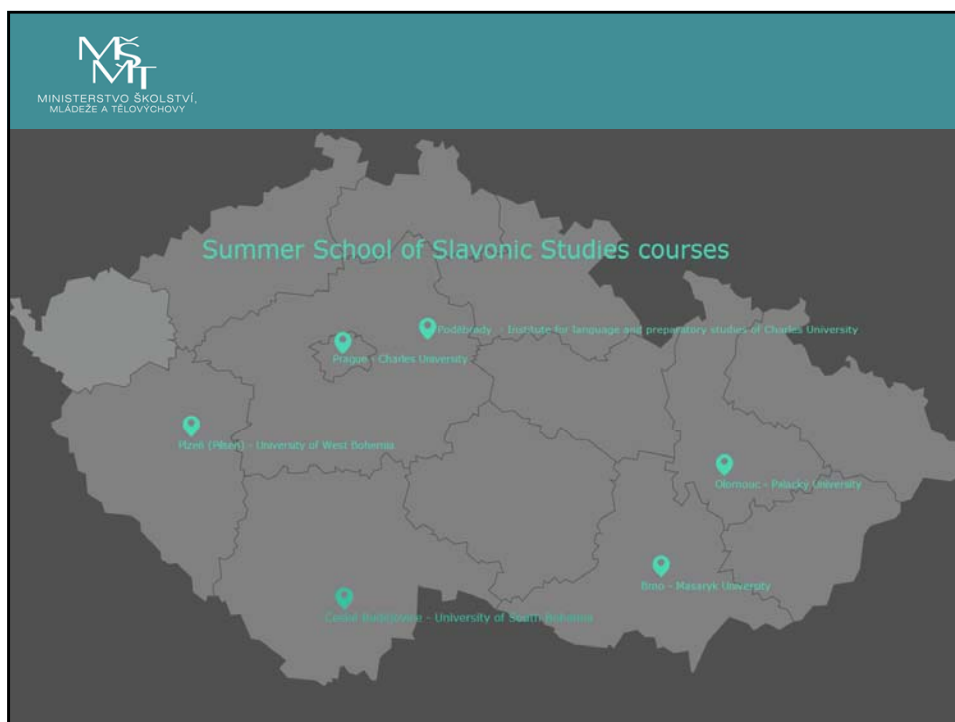 MŠ
MT
MINISTERSTVO ŠKOLSTVÍ,
MLÁDEŽE A TĚLOVÝCHOVY
Summer School of Slavonic Studies courses
Poděbrady - Institute for language and preparatory studies of Charles University
Prague - Charles University
Plzeň (Pilsen) - University of West Bohemia
Olomouc - Palacký University
Brno - Masaryk University
České Budějovice - University of South Bohemia